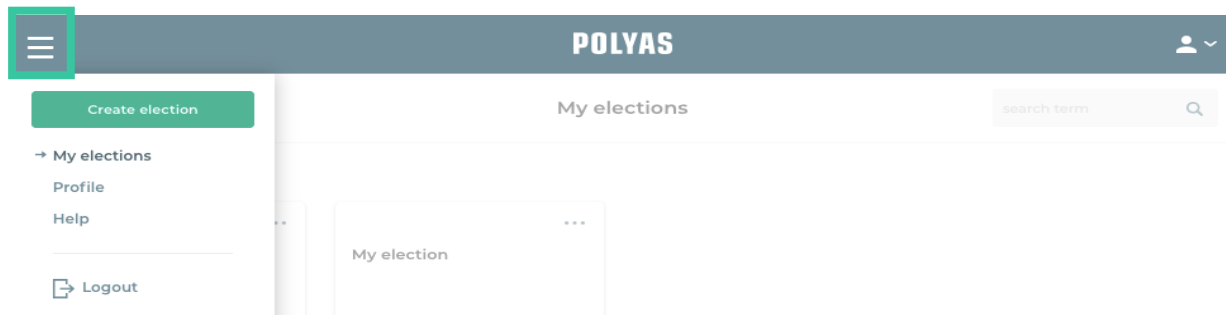 POLYAS
Create election
My elections
search term
My elections
Profile
Help
My election
Logout